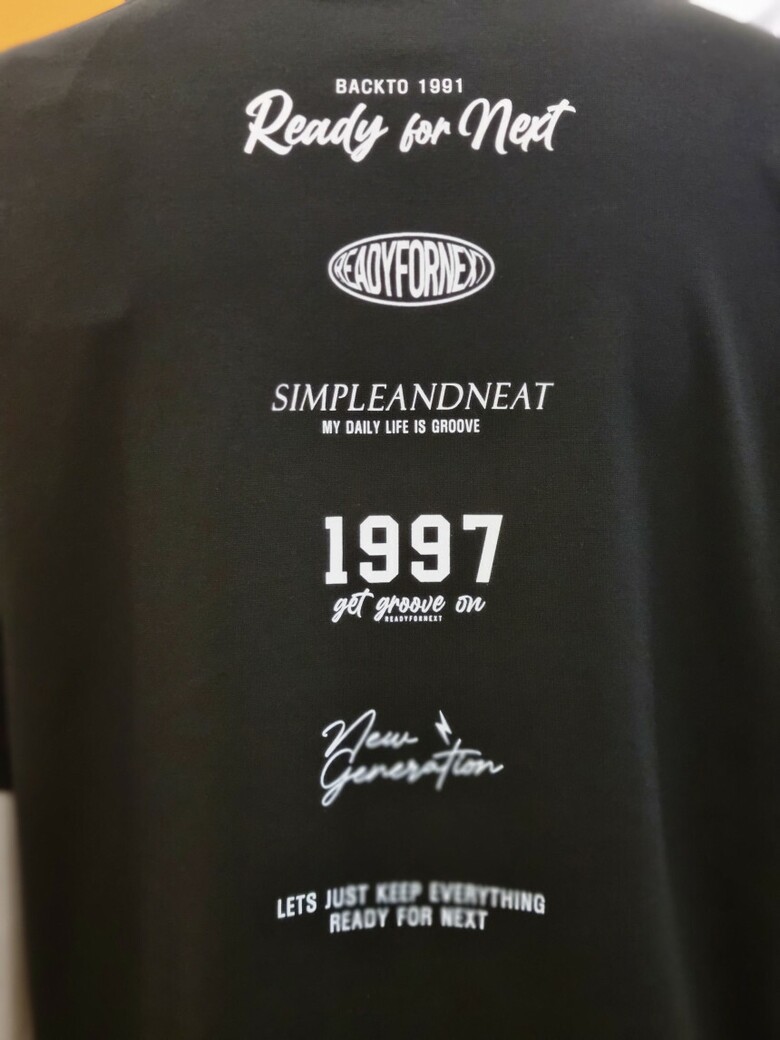 BACKTO 1991
Ready for Next
READYFORNEXT
SIMPLEANDNEAT
MY DAILY LIFE IS GROOVE
1997
get groove on
READYFORNEXT
New
Generation
LETS JUST KEEP EVERYTHING
READY FOR NEXT